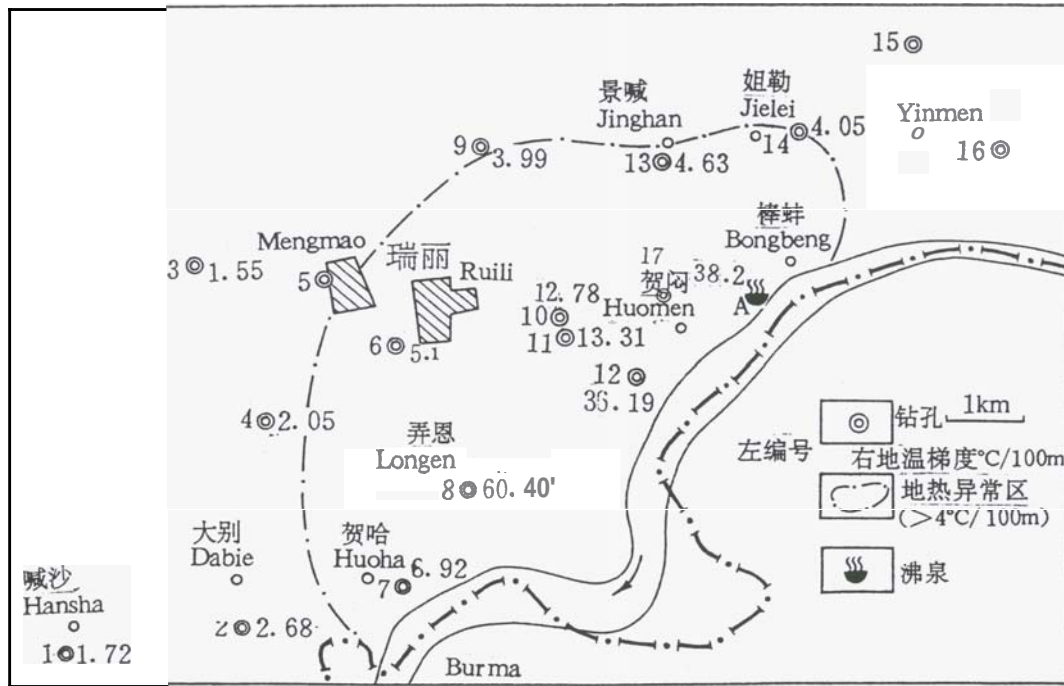 15
姐勒
Jielei
景喊
Jinghan
14 4.05
Yinmen
16
9 3.99
13 4.63
棒蚌
Bongbeng
Mengmao
瑞丽
Ruili
3 1.55
5
17
贺闷
38.2
A
Huomen
12.78
10
11 13.31
6 5.1
12
36.19
4 2.05
弄恩
Longen
8 60.40'
1km
钻孔
左编号
右地温梯度°C/100m
地热异常区
(>4°C/100m)
沸泉
大别
Dabie
贺哈
Huoha
7 6.92
喊沙
Hansha
2 2.68
1 1.72
Burma